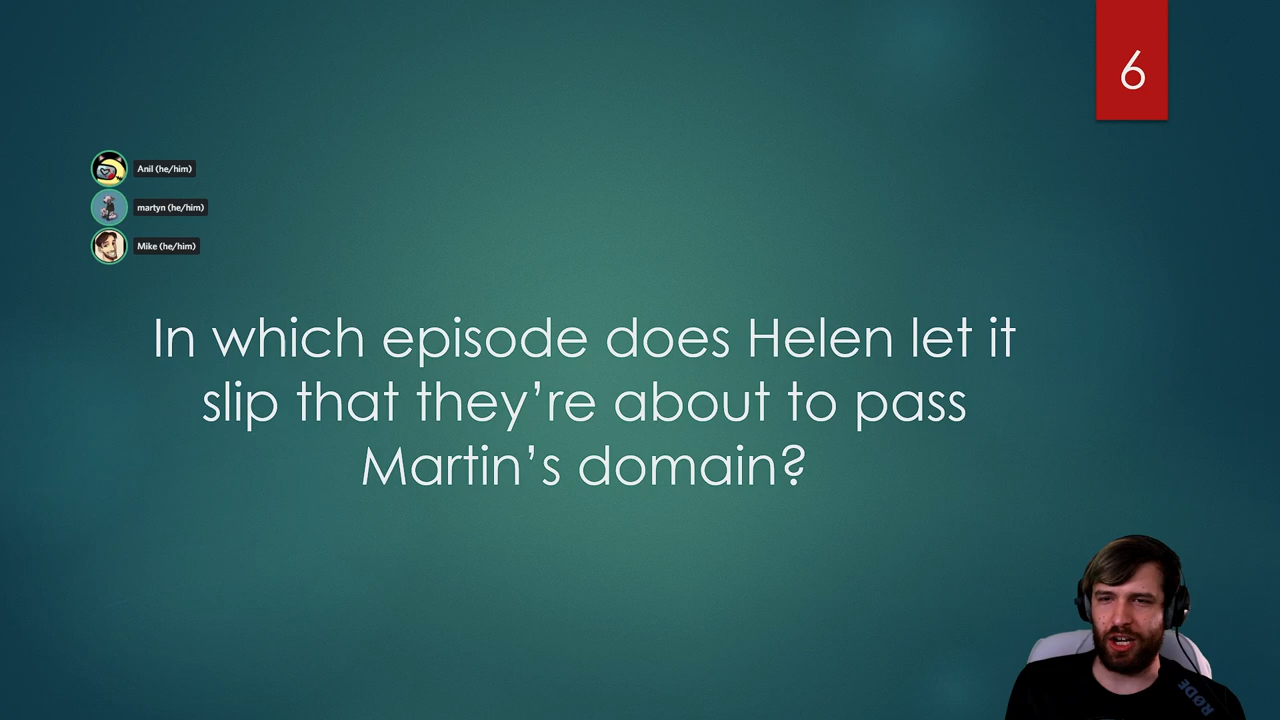 6
Anil (he/him)
martyn (he/him)
Mike (he/him)
In which episode does Helen let it
slip that they’re about to pass
Martin’s domain?
RØDE